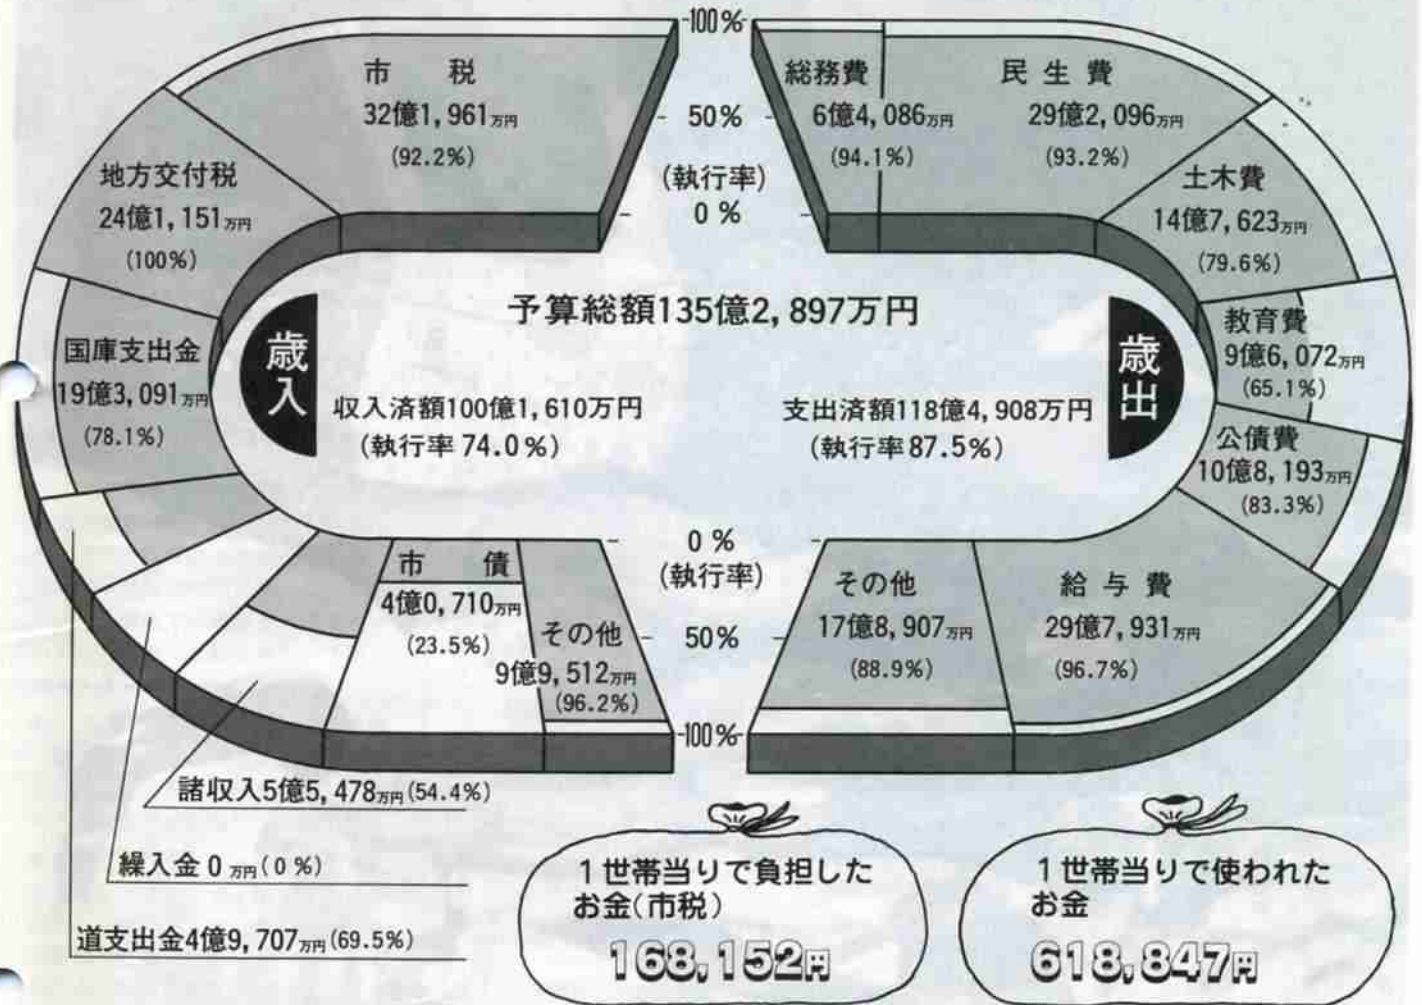 100%
市　税
32億1,961万円
(92.2%)
地方交付税
24億1,151万円
(100%)
国庫支出金
19億3,091万円
(78.1%)
50%
(執行率)
0%
総務費
6億4,086万円
(94.1%)
民生費
29億2,096万円
(93.2%)
土木費
14億7,623万円
(79.6%)
教育費
9億6,072万円
(65.1%)
公債費
10億8,193万円
(83.3%)
予算総額135億2,897万円
歳入
収入済額100億1,610万円
(執行率74.0%)
歳出
支出済額118億4,908万円
(執行率87.5%)
市　債
4億0,710万円
(23.5%)
その他
9億9,512万円
(96.2%)
0%
(執行率)
50%
100%
その他
17億8,907万円
(88.9%)
給与費
29億7,931万円
(96.7%)
諸収入5億5,478万円(54.4%)
繰入金0万円(0%)
道支出金4億9,707万円(69.5%)
1世帯当りで負担した
お金(市税)
168,152円
1世帯当りで使われた
お金
618,847円